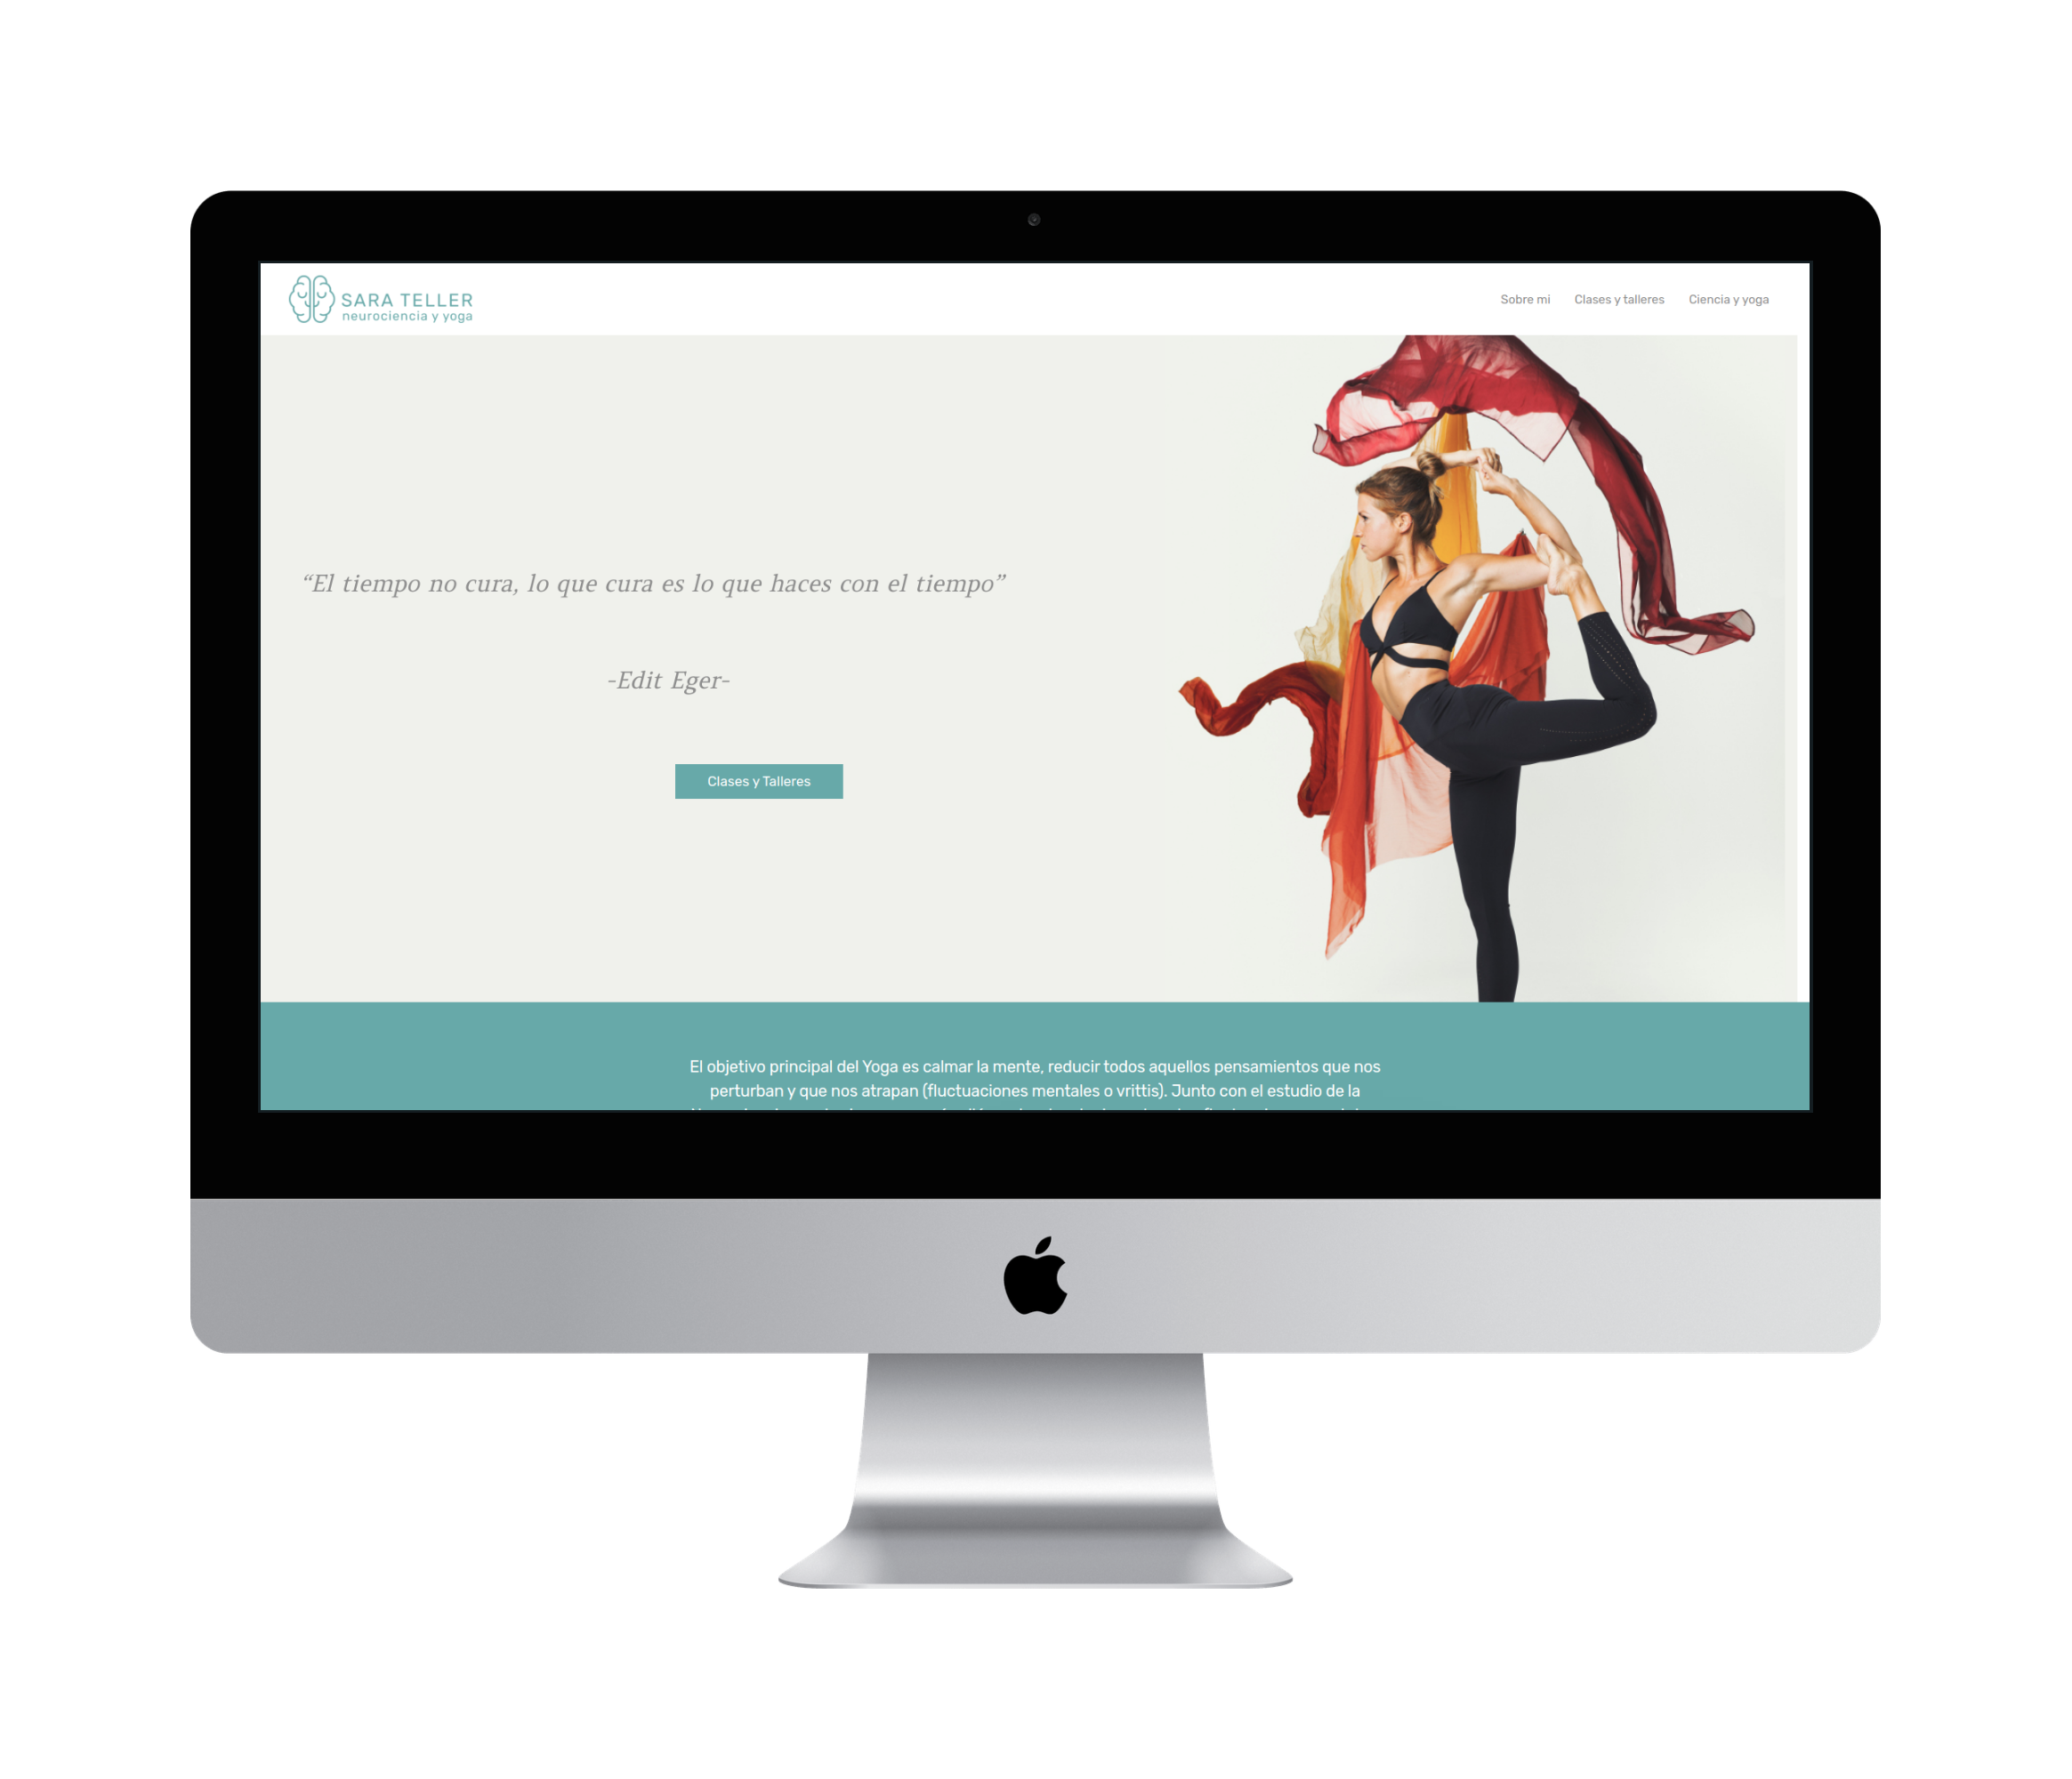 SARA TELLER
neurociencia y yoga
Sobre mi
Clases y talleres
Ciencia y yoga
“El tiempo no cura, lo que cura es lo que haces con el tiempo”
-Edit Eger-
Clases y Talleres
El objetivo principal del Yoga es calmar la mente, reducir todos aquellos pensamientos que nos
perturban y que nos atrapan (fluctuaciones mentales o vrittis). Junto con el estudio de la